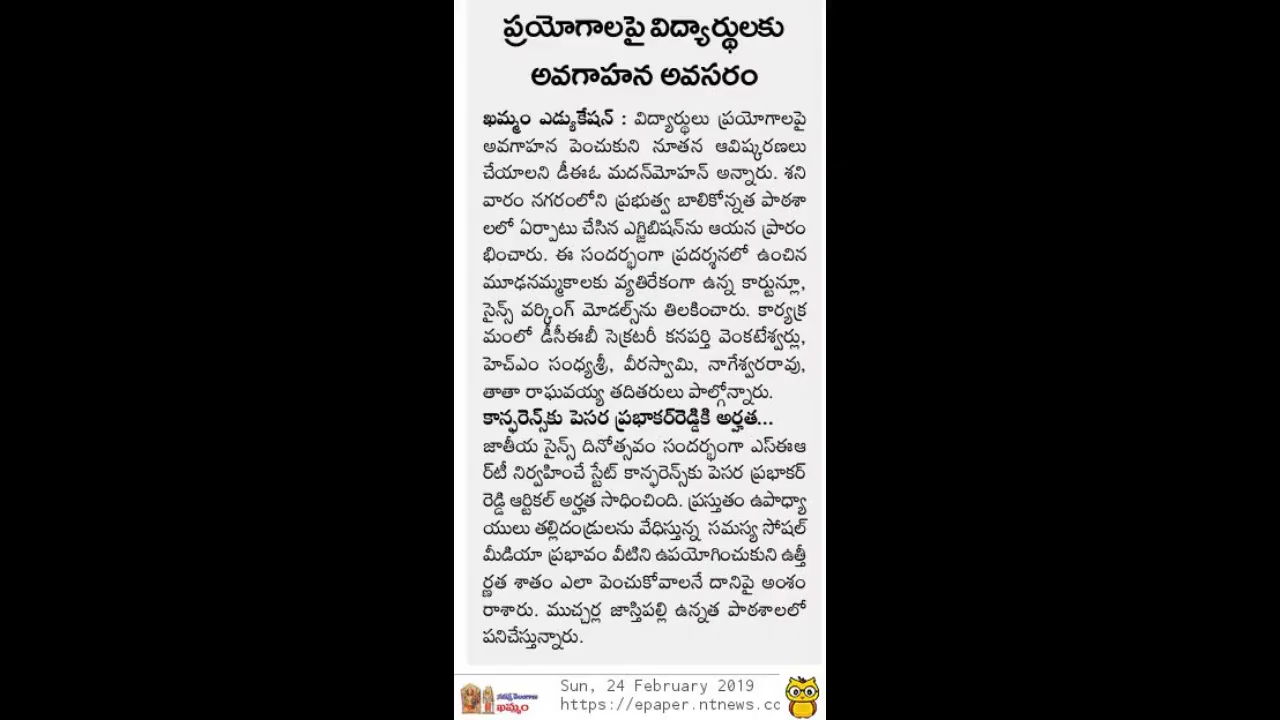 ప్రయోగాలపై విద్యార్థులకు
అవగాహన అవసరం
ఖమ్మం ఎడ్యుకేషన్ : విద్యార్థులు ప్రయోగాలపై
అవగాహన పెంచుకుని నూతన ఆవిష్కరణలు
చేయాలని డీఈఓ మదన్‌మోహన్ అన్నారు. శని
వారం నగరంలోని ప్రభుత్వ బాలికోన్నత పాఠశా
లలో ఏర్పాటు చేసిన ఎగ్జిబిషన్‌ను ఆయన ప్రారం
భించారు. ఈ సందర్భంగా ప్రదర్శనలో ఉంచిన
మూఢనమ్మకాలకు వ్యతిరేకంగా ఉన్న కార్టున్లూ,
సైన్స్ వర్కింగ్ మోడల్స్‌ను తిలకించారు. కార్యక్ర
మంలో డీసీఈబీ సెక్రటరీ కనపర్తి వెంకటేశ్వర్లు,
హెచ్ఎం సంధ్యశ్రీ, వీరస్వామి, నాగేశ్వరరావు,
తాతా రాఘవయ్య తదితరులు పాల్గోన్నారు.
కాన్ఫరెన్స్‌కు పెసర ప్రభాకర్‌రెడ్డికి అర్హత...
జాతీయ సైన్స్ దినోత్సవం సందర్భంగా ఎస్ఈఆ
ర్‌టీ నిర్వహించే స్టేట్ కాన్ఫరెన్స్‌కు పెసర ప్రభాకర్
రెడ్డి ఆర్టికల్ అర్హత సాధించింది. ప్రస్తుతం ఉపాధ్యా
యులు తల్లిదండ్రులను వేధిస్తున్న సమస్య సోషల్
మీడియా ప్రభావం వీటిని ఉపయోగించుకుని ఉత్తీ
ర్ణత శాతం ఎలా పెంచుకోవాలనే దానిపై అంశం
రాశారు. ముచ్చర్ల జాస్తిపల్లి ఉన్నత పాఠశాలలో
పనిచేస్తున్నారు.
నమస్తే తెలంగాణ
ఖమ్మం
Sun, 24 February 2019
https://epaper.ntnews.cc